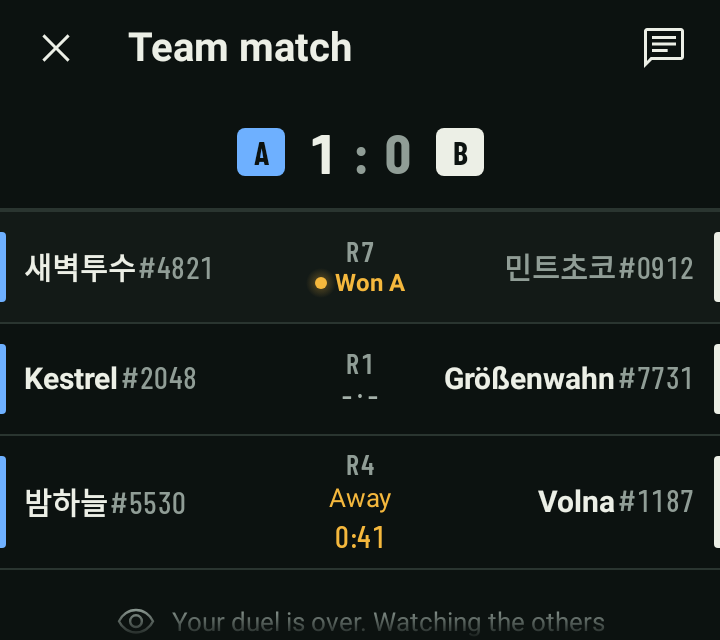 Team match
A 1 : 0 B
새벽투수#4821 R7 민트초코#0912
Won A
Kestrel#2048 R1 Größenwahn#7731
-·-
밤하늘#5530 R4 Volna#1187
Away
0:41
Your duel is over. Watching the others